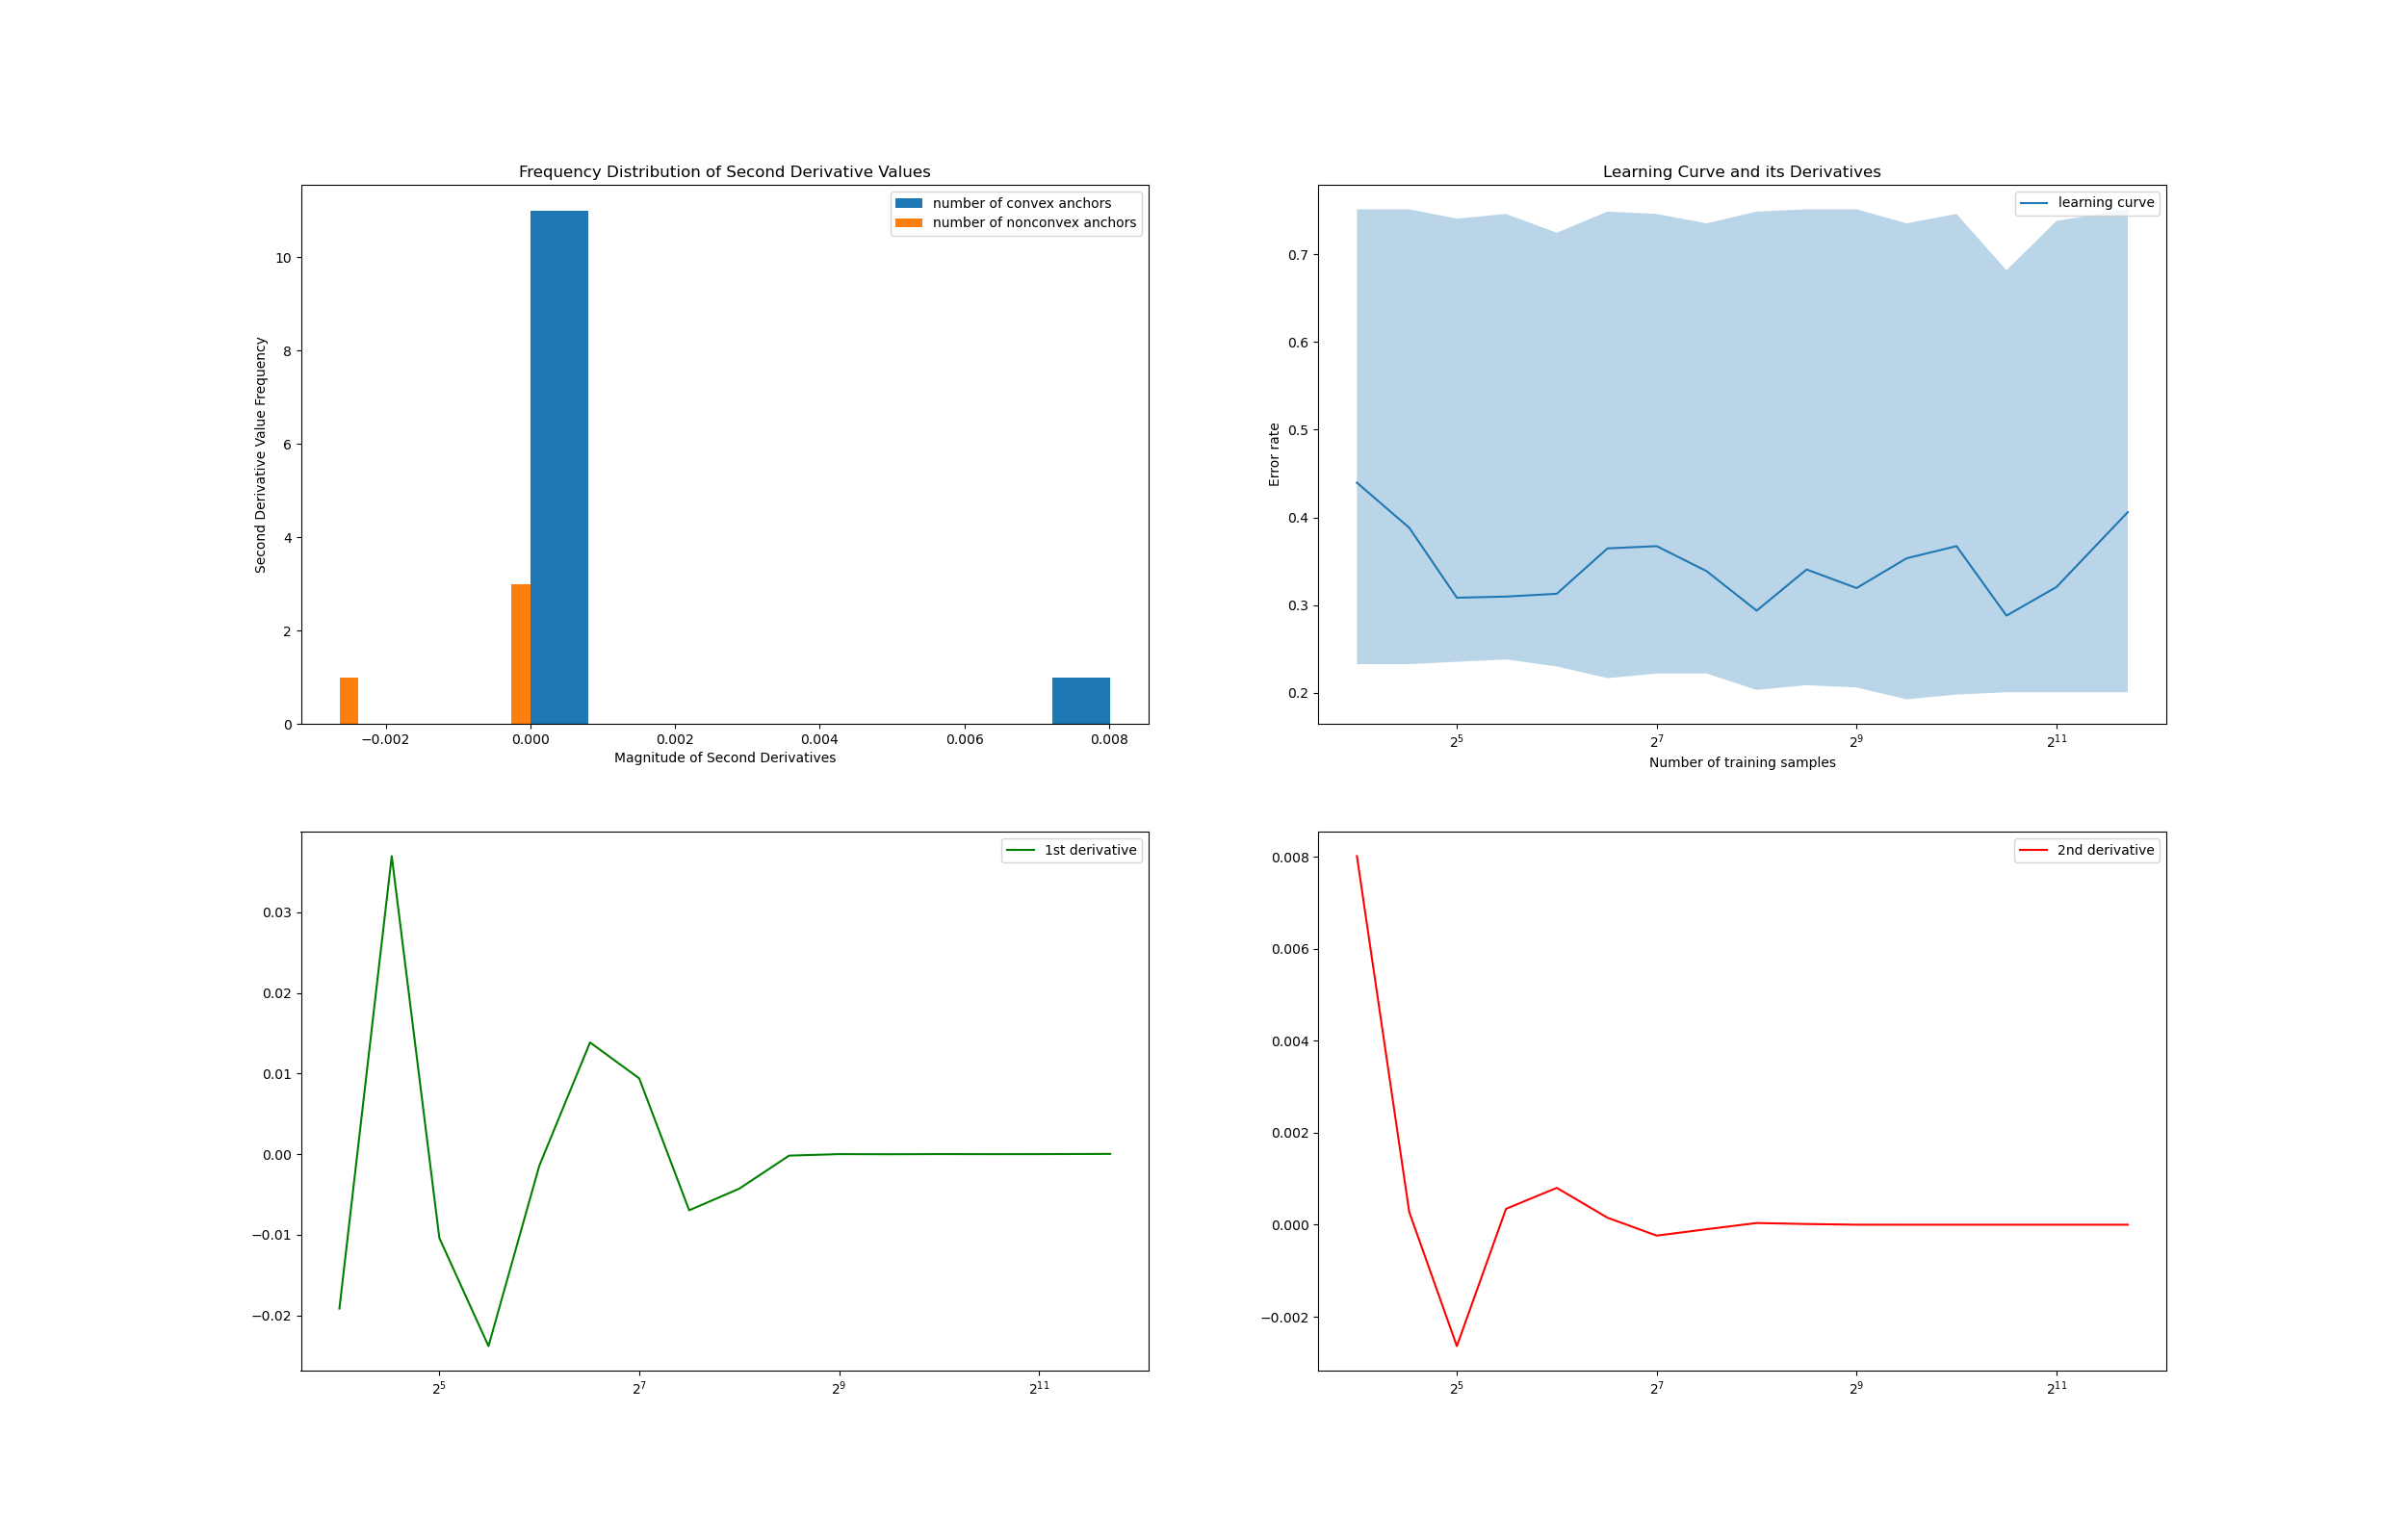 Frequency Distribution of Second Derivative Values
number of convex anchors
number of nonconvex anchors
10
8
6
4
2
0
Second Derivative Value Frequency
−0.002 0.000 0.002 0.004 0.006 0.008
Magnitude of Second Derivatives
Learning Curve and its Derivatives
learning curve
0.7
0.6
0.5
0.4
0.3
0.2
Error rate
2^5 2^7 2^9 2^11
Number of training samples
1st derivative
0.03
0.02
0.01
0.00
−0.01
−0.02
2^5 2^7 2^9 2^11
2nd derivative
0.008
0.006
0.004
0.002
0.000
−0.002
2^5 2^7 2^9 2^11